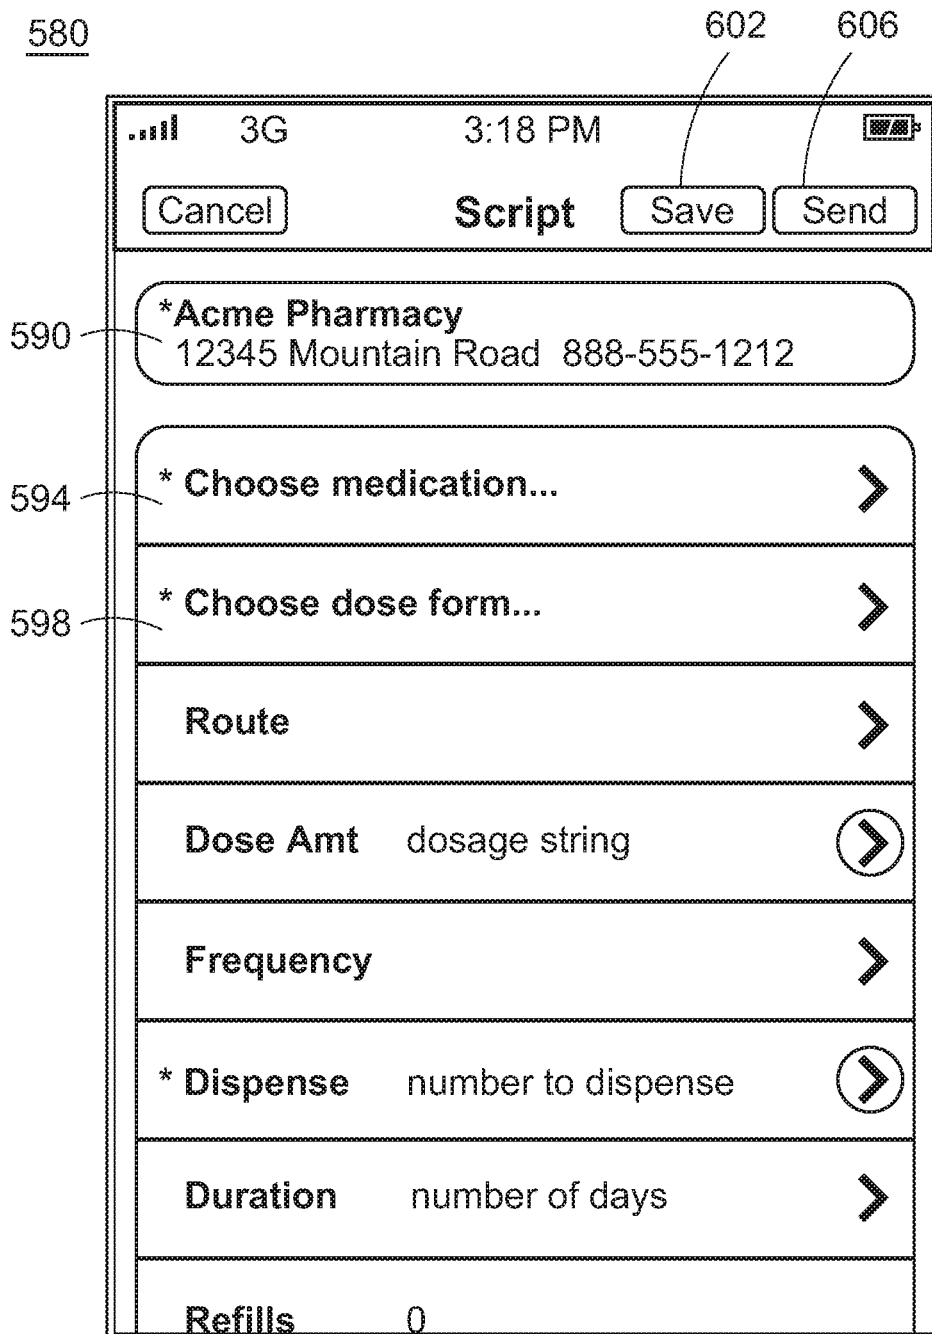 580
602 606
3G 3:18 PM
Cancel Script Save Send
*Acme Pharmacy
590
12345 Mountain Road 888-555-1212
* Choose medication...
594
* Choose dose form...
598
Route
Dose Amt dosage string
Frequency
* Dispense number to dispense
Duration number of days
Refills 0